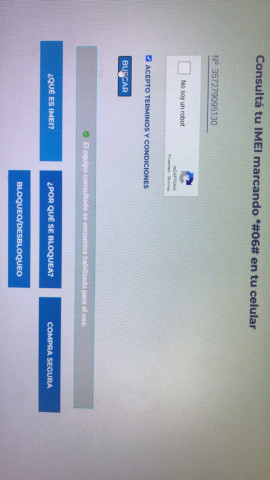 Consultá tu IMEI marcando *#06# en tu celular
Nº 357279095130
No soy un robot
reCAPTCHA
Privacidad - Términos
ACEPTO TERMINOS Y CONDICIONES
BUSCAR
El equipo consultado se encuentra habilitado para el uso.
¿QUÉ ES IMEI?
¿POR QUÉ SE BLOQUEA?
COMPRA SEGURA
BLOQUEO/DESBLOQUEO